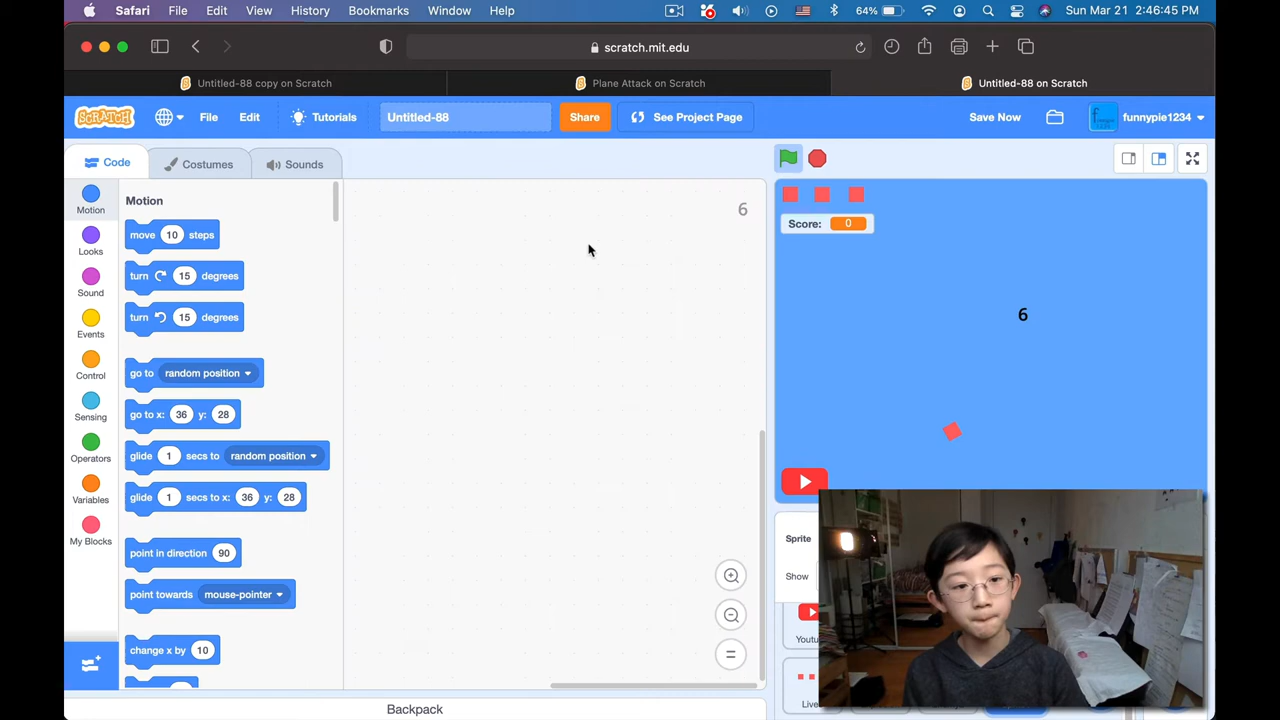 Safari File Edit View History Bookmarks Window Help 64% Sun Mar 21 2:46:45 PM
scratch.mit.edu
Untitled-88 copy on Scratch Plane Attack on Scratch Untitled-88 on Scratch
SCRATCH File Edit Tutorials Untitled-88 Share See Project Page Save Now funnypie1234
Code Costumes Sounds
Motion
Looks
Sound
Events
Control
Sensing
Operators
Variables
My Blocks
Motion
move 10 steps
turn 15 degrees
turn 15 degrees
go to random position
go to x: 36 y: 28
glide 1 secs to random position
glide 1 secs to x: 36 y: 28
point in direction 90
point towards mouse-pointer
change x by 10
6
Score: 0
6
Sprite
Show
Backpack